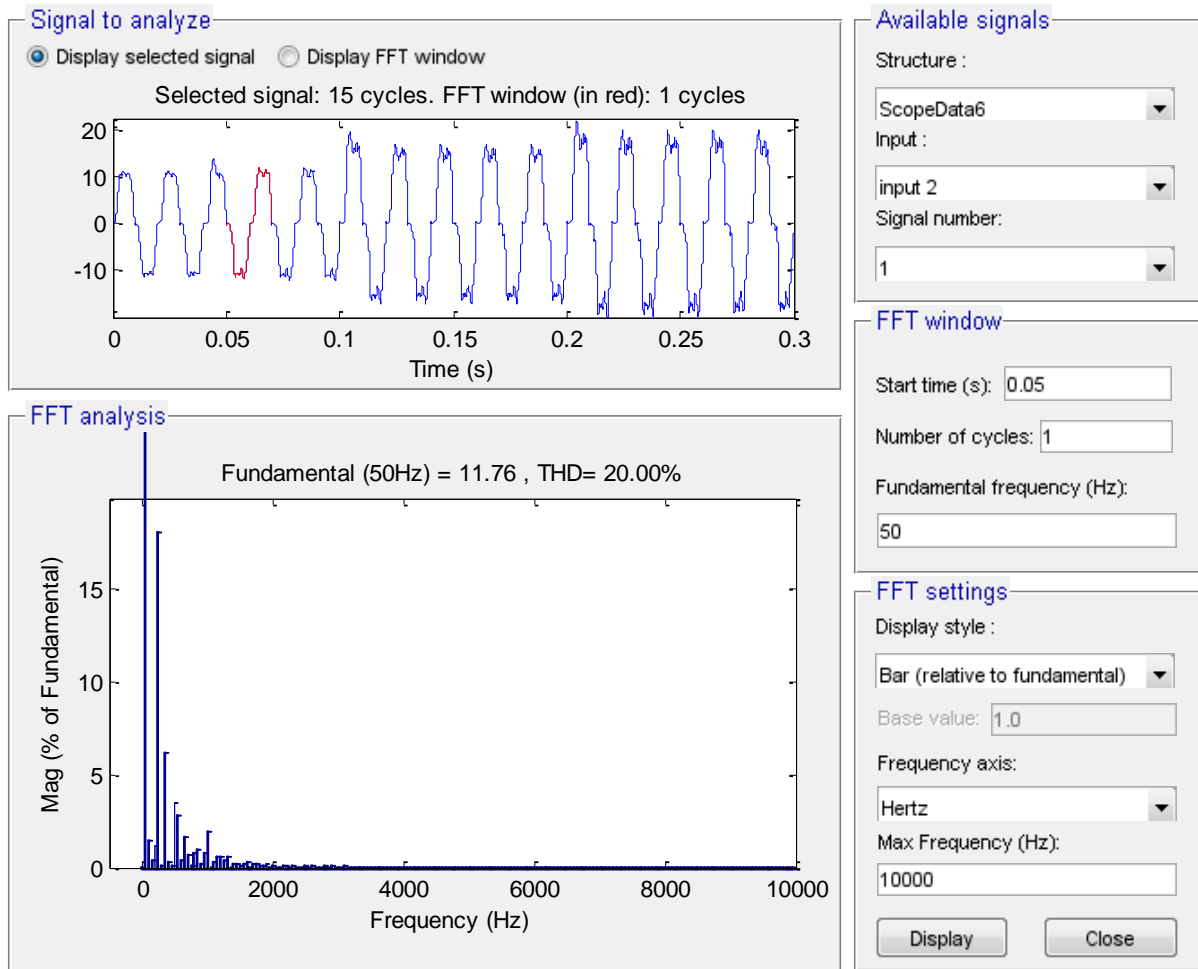 Signal to analyze
Display selected signal Display FFT window
Selected signal: 15 cycles. FFT window (in red): 1 cycles
20
10
0
-10
0 0.05 0.1 0.15 0.2 0.25 0.3
Time (s)
FFT analysis
Fundamental (50Hz) = 11.76 , THD= 20.00%
Mag (% of Fundamental)
15
10
5
0
0 2000 4000 6000 8000 10000
Frequency (Hz)
Available signals
Structure :
ScopeData6
Input :
input 2
Signal number:
1
FFT window
Start time (s): 0.05
Number of cycles: 1
Fundamental frequency (Hz):
50
FFT settings
Display style :
Bar (relative to fundamental)
Base value: 1.0
Frequency axis:
Hertz
Max Frequency (Hz):
10000
Display Close